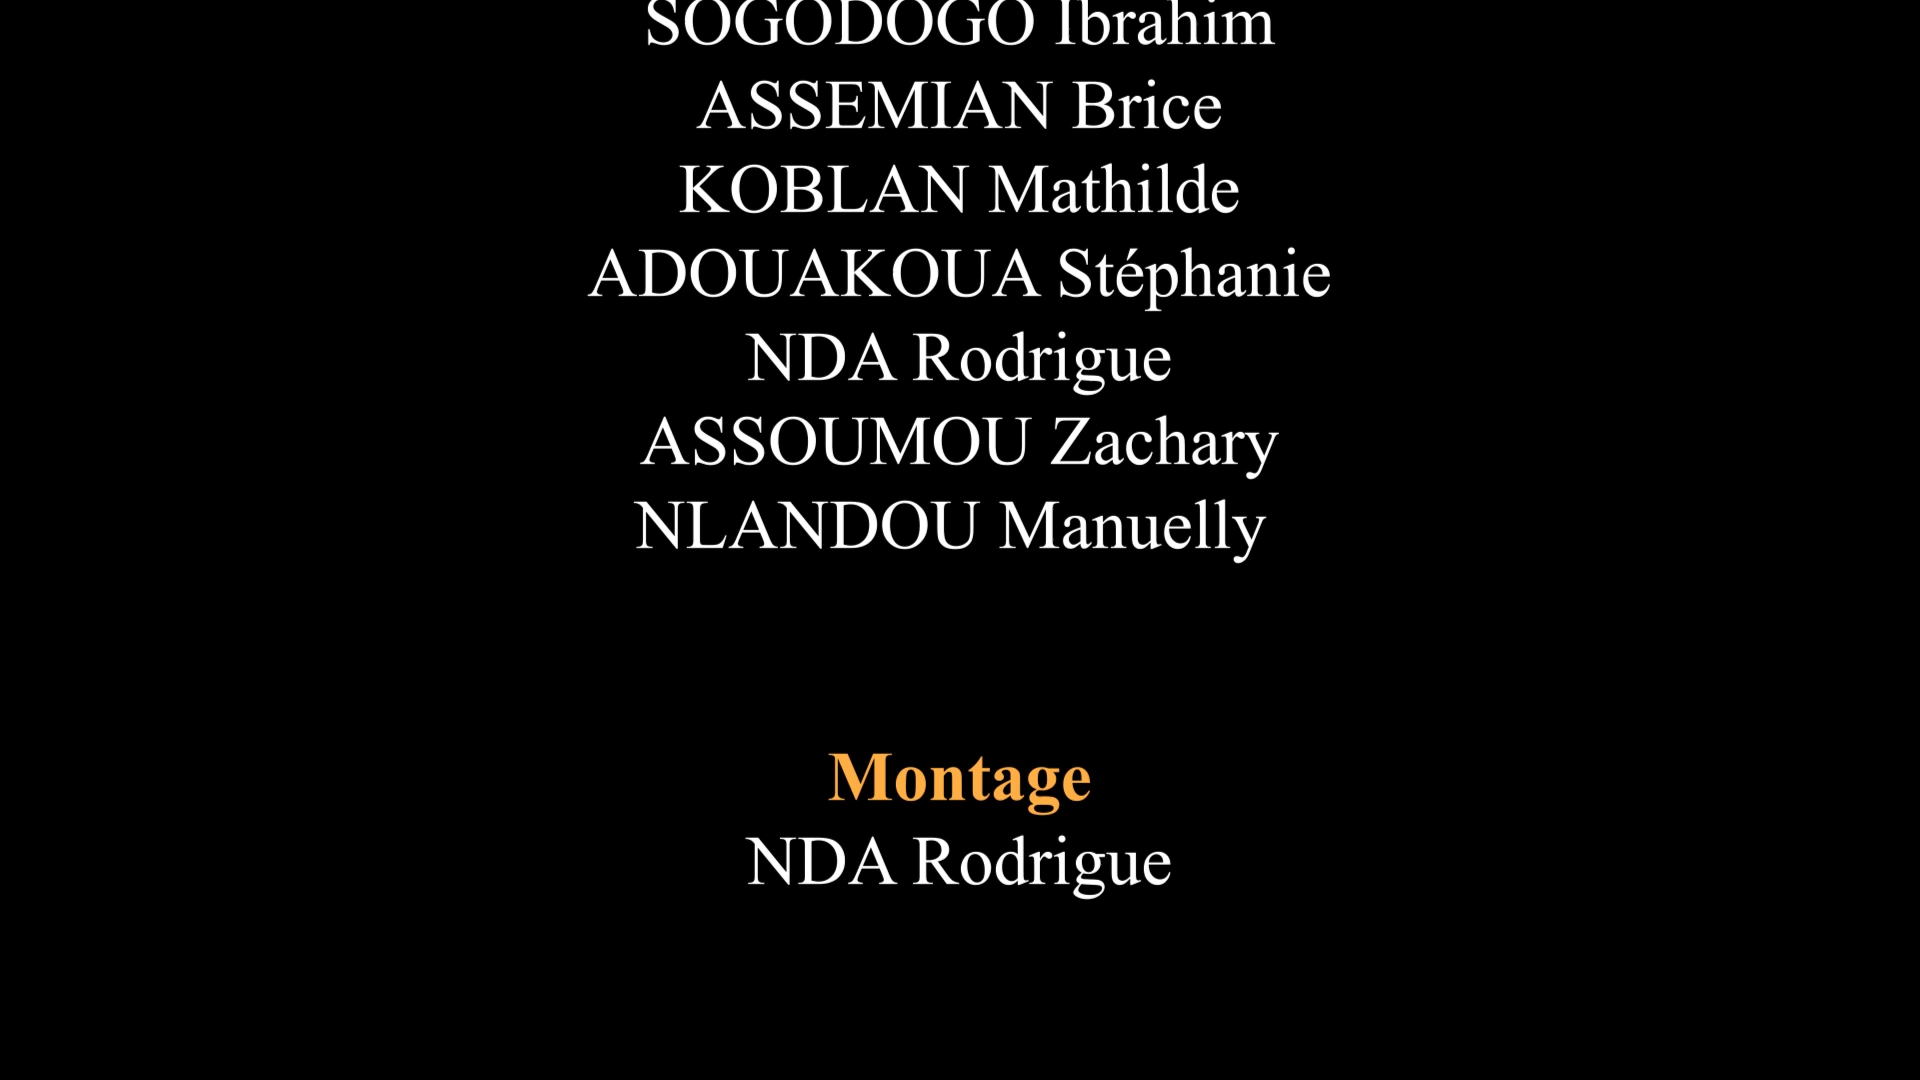 SOGODOGO Ibrahim
ASSEMIAN Brice
KOBLAN Mathilde
ADOUAKOUA Stéphanie
NDA Rodrigue
ASSOUMOU Zachary
NLANDOU Manuelly
Montage
NDA Rodrigue